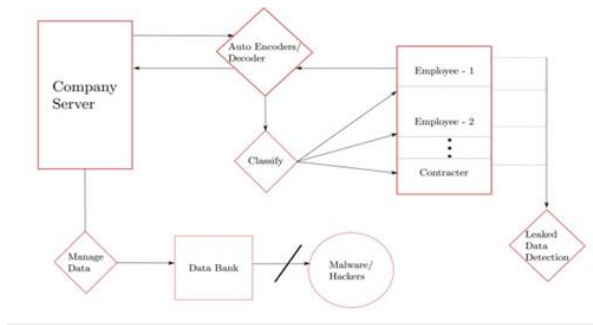 Company
Server
Auto Encoders/
Decoder
Employee - 1
Employee - 2
Contracter
Classify
Manage
Data
Data Bank
Malware/
Hackers
Leaked
Data
Detection